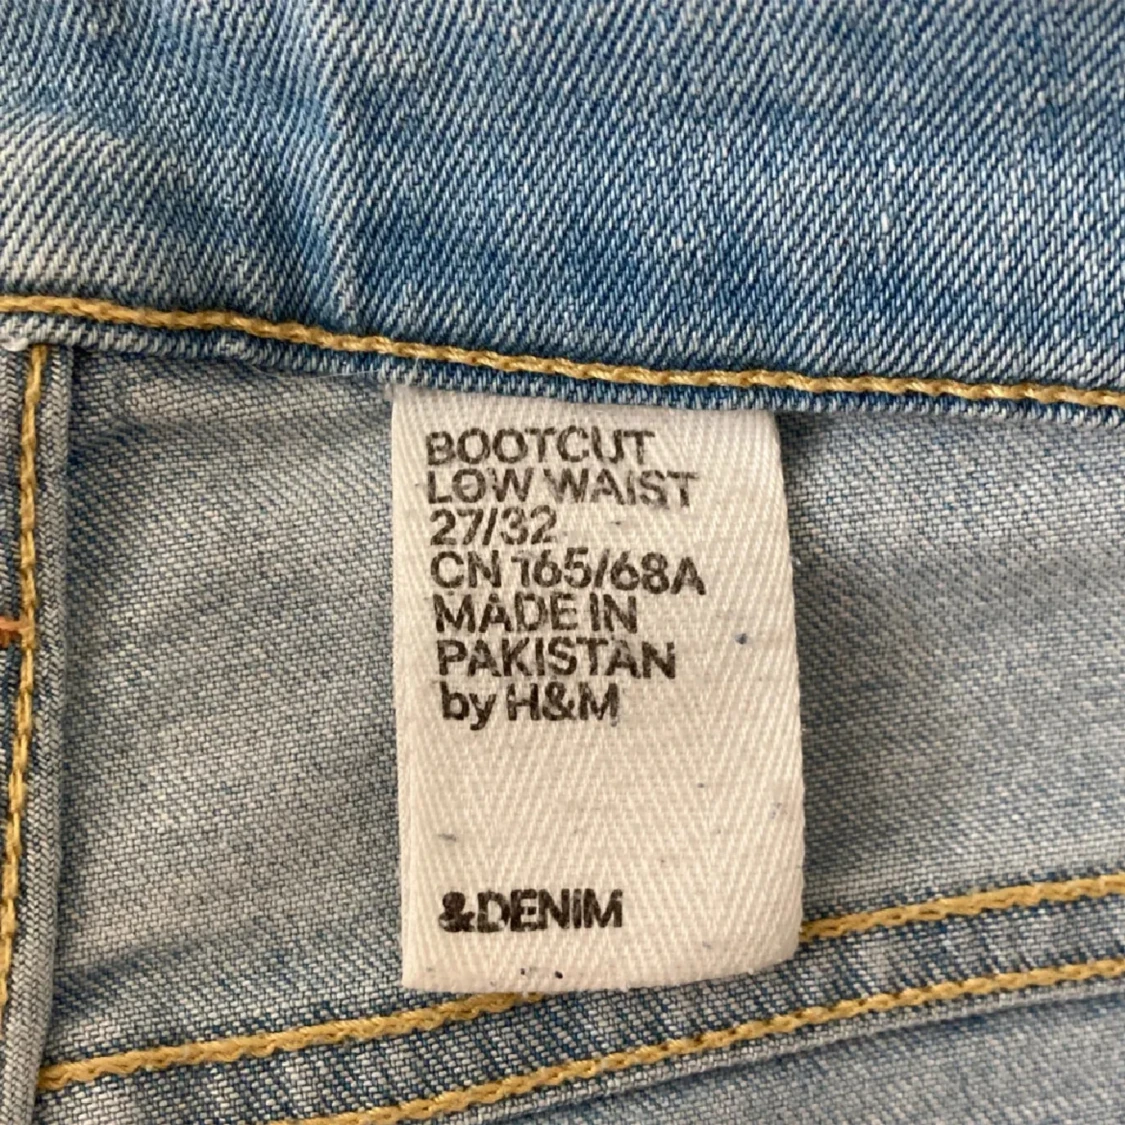 BOOTCUT
LOW WAIST
27/32
CN 165/68A
MADE IN
PAKISTAN
by H&M
&DENIM